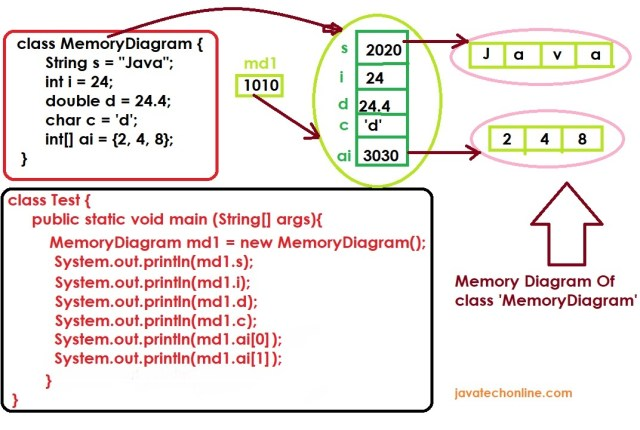 class MemoryDiagram {
String s = "Java";
int i = 24;
double d = 24.4;
char c = 'd';
int[] ai = {2, 4, 8};
}
md1
1010
s 2020
i 24
d 24.4
c 'd'
ai 3030
J a v a
2 4 8
class Test {
public static void main (String[] args){
MemoryDiagram md1 = new MemoryDiagram();
System.out.println(md1.s);
System.out.println(md1.i);
System.out.println(md1.d);
System.out.println(md1.c);
System.out.println(md1.ai[0]);
System.out.println(md1.ai[1]);
}
}
Memory Diagram Of
class 'MemoryDiagram'
javatechonline.com